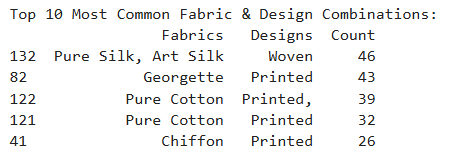 Top 10 Most Common Fabric & Design Combinations:
Fabrics Designs Count
132 Pure Silk, Art Silk Woven 46
82 Georgette Printed 43
122 Pure Cotton Printed, 39
121 Pure Cotton Printed 32
41 Chiffon Printed 26